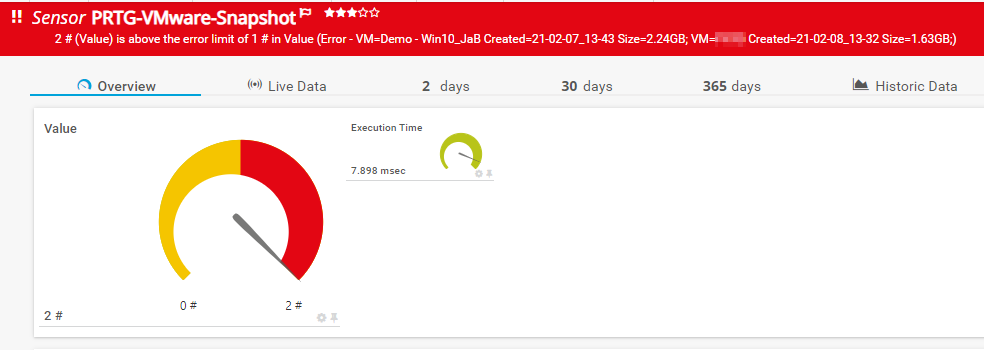 !! Sensor PRTG-VMware-Snapshot
2 # (Value) is above the error limit of 1 # in Value (Error - VM=Demo - Win10_JaB Created=21-02-07_13-43 Size=2.24GB; VM= Created=21-02-08_13-32 Size=1.63GB;)
Overview Live Data 2 days 30 days 365 days Historic Data
Value
Execution Time
7.898 msec
0 # 2 #
2 #